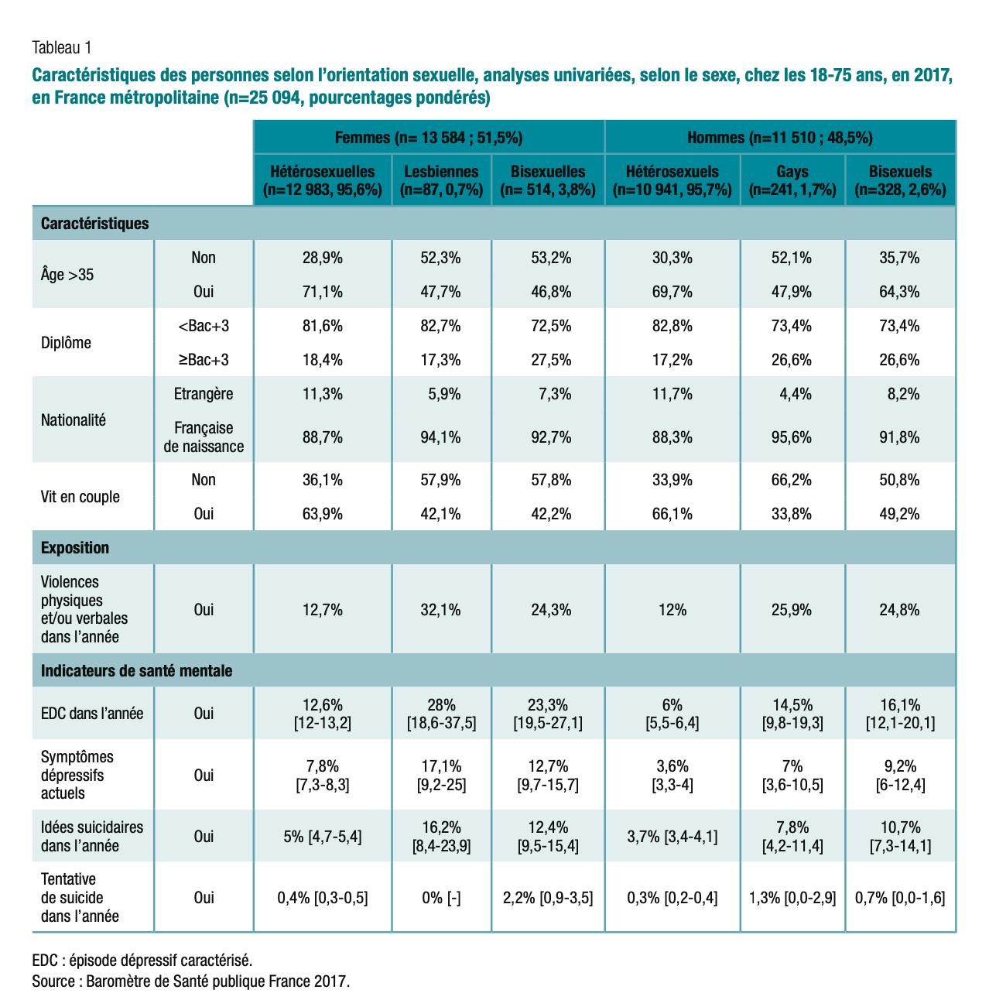 Tableau 1
Caractéristiques des personnes selon l’orientation sexuelle, analyses univariées, selon le sexe, chez les 18-75 ans, en 2017,
en France métropolitaine (n=25 094, pourcentages pondérés)
Femmes (n= 13 584 ; 51,5%) Hommes (n=11 510 ; 48,5%)
Hétérosexuelles Lesbiennes Bisexuelles Hétérosexuels Gays Bisexuels
(n=12 983, 95,6%) (n=87, 0,7%) (n= 514, 3,8%) (n=10 941, 95,7%) (n=241, 1,7%) (n=328, 2,6%)
Caractéristiques
Âge >35
Non 28,9% 52,3% 53,2% 30,3% 52,1% 35,7%
Oui 71,1% 47,7% 46,8% 69,7% 47,9% 64,3%
Diplôme
<Bac+3 81,6% 82,7% 72,5% 82,8% 73,4% 73,4%
≥Bac+3 18,4% 17,3% 27,5% 17,2% 26,6% 26,6%
Nationalité
Etrangère 11,3% 5,9% 7,3% 11,7% 4,4% 8,2%
Française
de naissance
88,7% 94,1% 92,7% 88,3% 95,6% 91,8%
Vit en couple
Non 36,1% 57,9% 57,8% 33,9% 66,2% 50,8%
Oui 63,9% 42,1% 42,2% 66,1% 33,8% 49,2%
Exposition
Violences
physiques
et/ou verbales
dans l’année
Oui 12,7% 32,1% 24,3% 12% 25,9% 24,8%
Indicateurs de santé mentale
EDC dans l’année Oui
12,6% 28% 23,3% 6% 14,5% 16,1%
[12-13,2] [18,6-37,5] [19,5-27,1] [5,5-6,4] [9,8-19,3] [12,1-20,1]
Symptômes
dépressifs
actuels
Oui
7,8% 17,1% 12,7% 3,6% 7% 9,2%
[7,3-8,3] [9,2-25] [9,7-15,7] [3,3-4] [3,6-10,5] [6-12,4]
Idées suicidaires
dans l’année
Oui 5% [4,7-5,4]
16,2% 12,4%
[8,4-23,9] [9,5-15,4]
3,7% [3,4-4,1]
7,8% 10,7%
[4,2-11,4] [7,3-14,1]
Tentative
de suicide
dans l’année
Oui 0,4% [0,3-0,5] 0% [-] 2,2% [0,9-3,5] 0,3% [0,2-0,4] 1,3% [0,0-2,9] 0,7% [0,0-1,6]
EDC : épisode dépressif caractérisé.
Source : Baromètre de Santé publique France 2017.